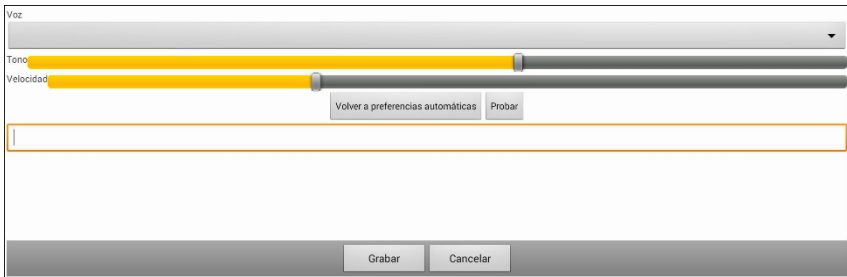 Voz
Tono
Velocidad
Volver a preferencias automáticas Probar
Grabar Cancelar